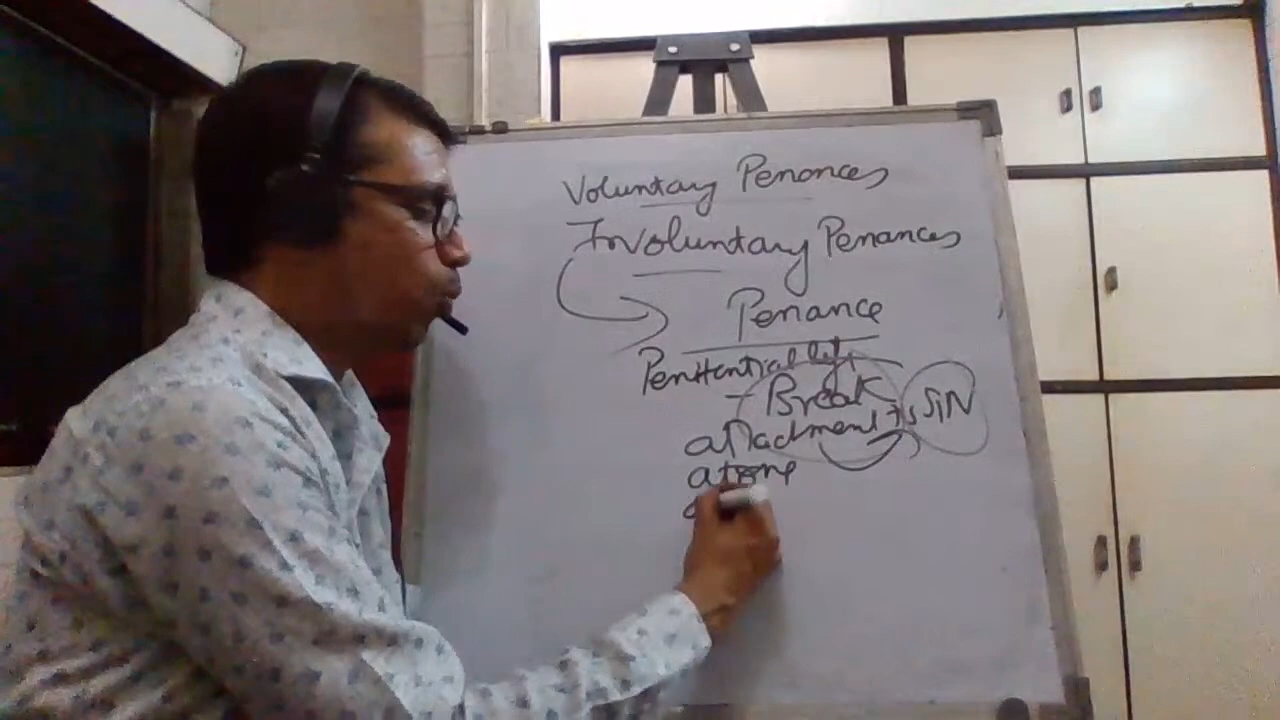 Voluntary Penances
Involuntary Penances
Penance
Penitential life
- Break
attachment to SIN
atone